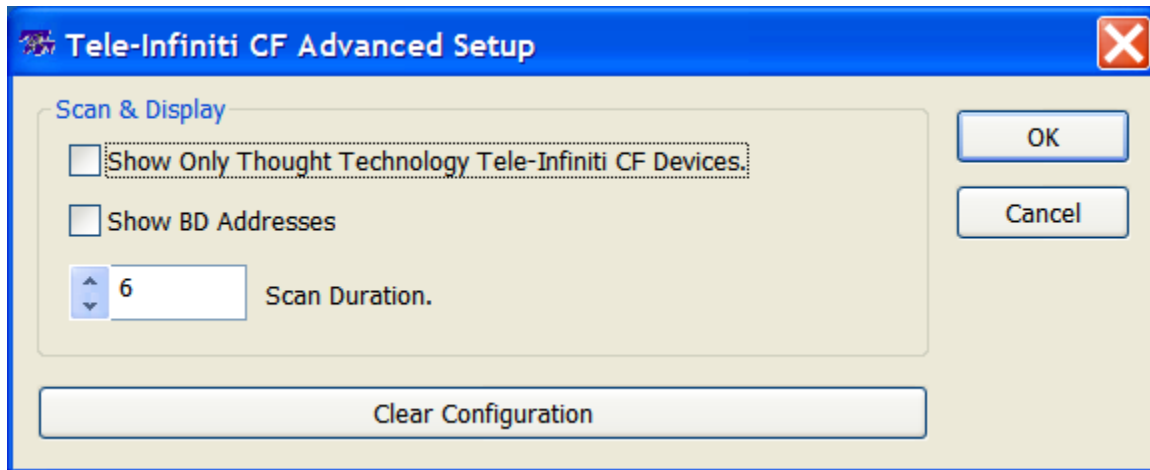 Tele-Infiniti CF Advanced Setup
Scan & Display
Show Only Thought Technology Tele-Infiniti CF Devices.
Show BD Addresses
6 Scan Duration.
OK
Cancel
Clear Configuration